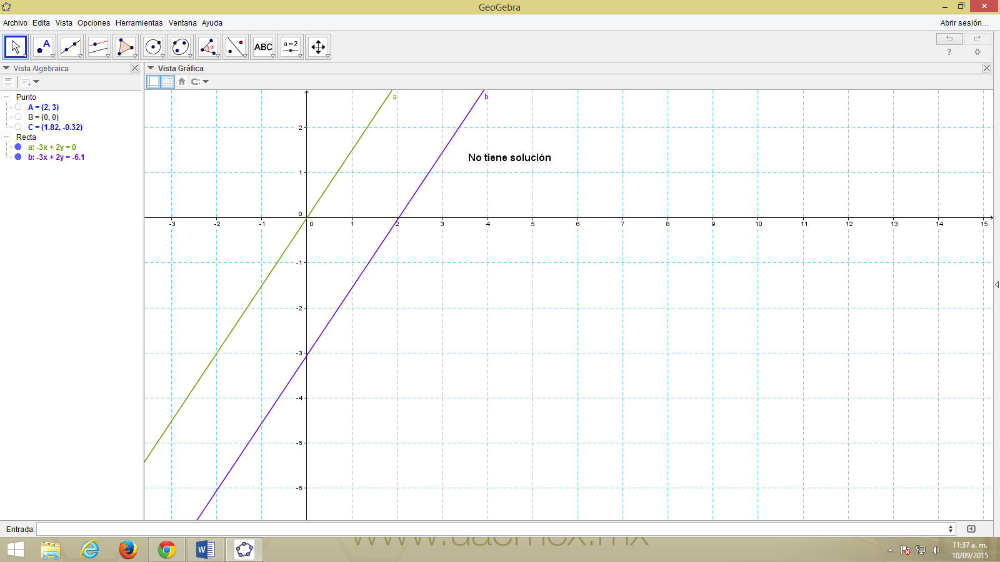 GeoGebra
Archivo Edita Vista Opciones Herramientas Ventana Ayuda
Abrir sesión…
A
α
ABC
a = 2
?
Vista Algebraica
Vista Gráfica
Punto
A = (2, 3)
B = (0, 0)
C = (1.82, -0.32)
Recta
a: -3x + 2y = 0
b: -3x + 2y = -6.1
a
b
No tiene solución
2
1
0
-3 -2 -1 0 1 2 3 4 5 6 7 8 9 10 11 12 13 14 15
-1
-2
-3
-4
-5
-6
Entrada:
11:37 a. m.
10/09/2015